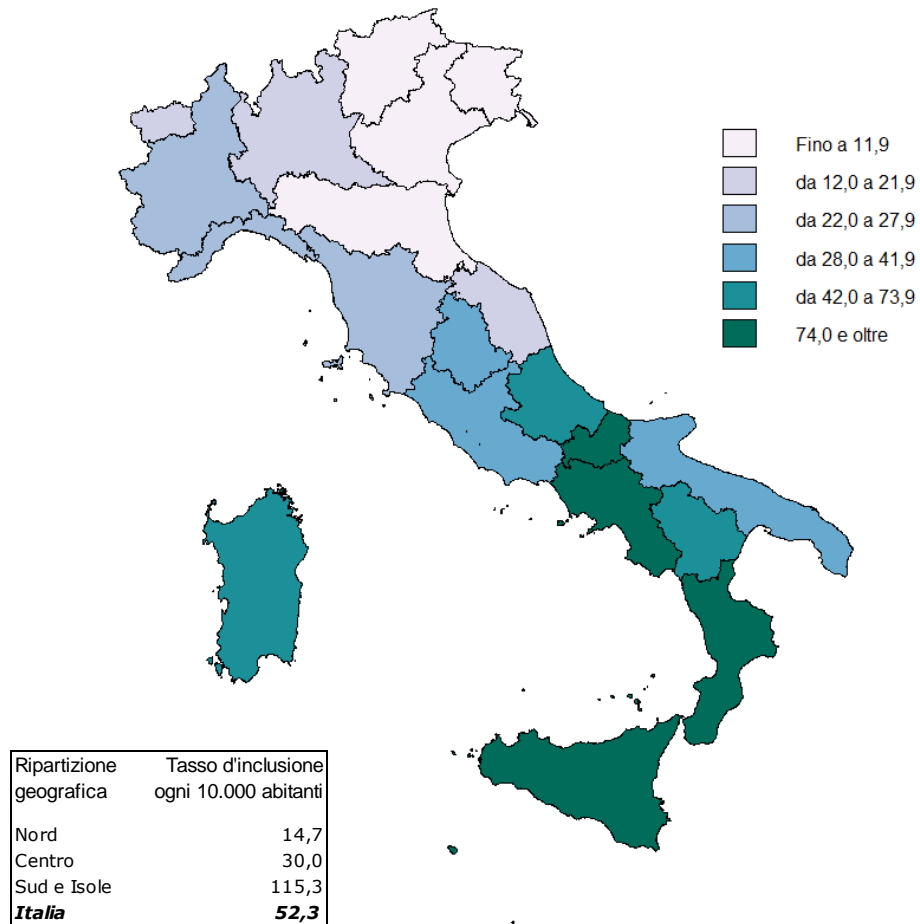 Fino a 11,9
da 12,0 a 21,9
da 22,0 a 27,9
da 28,0 a 41,9
da 42,0 a 73,9
74,0 e oltre
Ripartizione Tasso d'inclusione
geografica ogni 10.000 abitanti
Nord 14,7
Centro 30,0
Sud e Isole 115,3
Italia 52,3